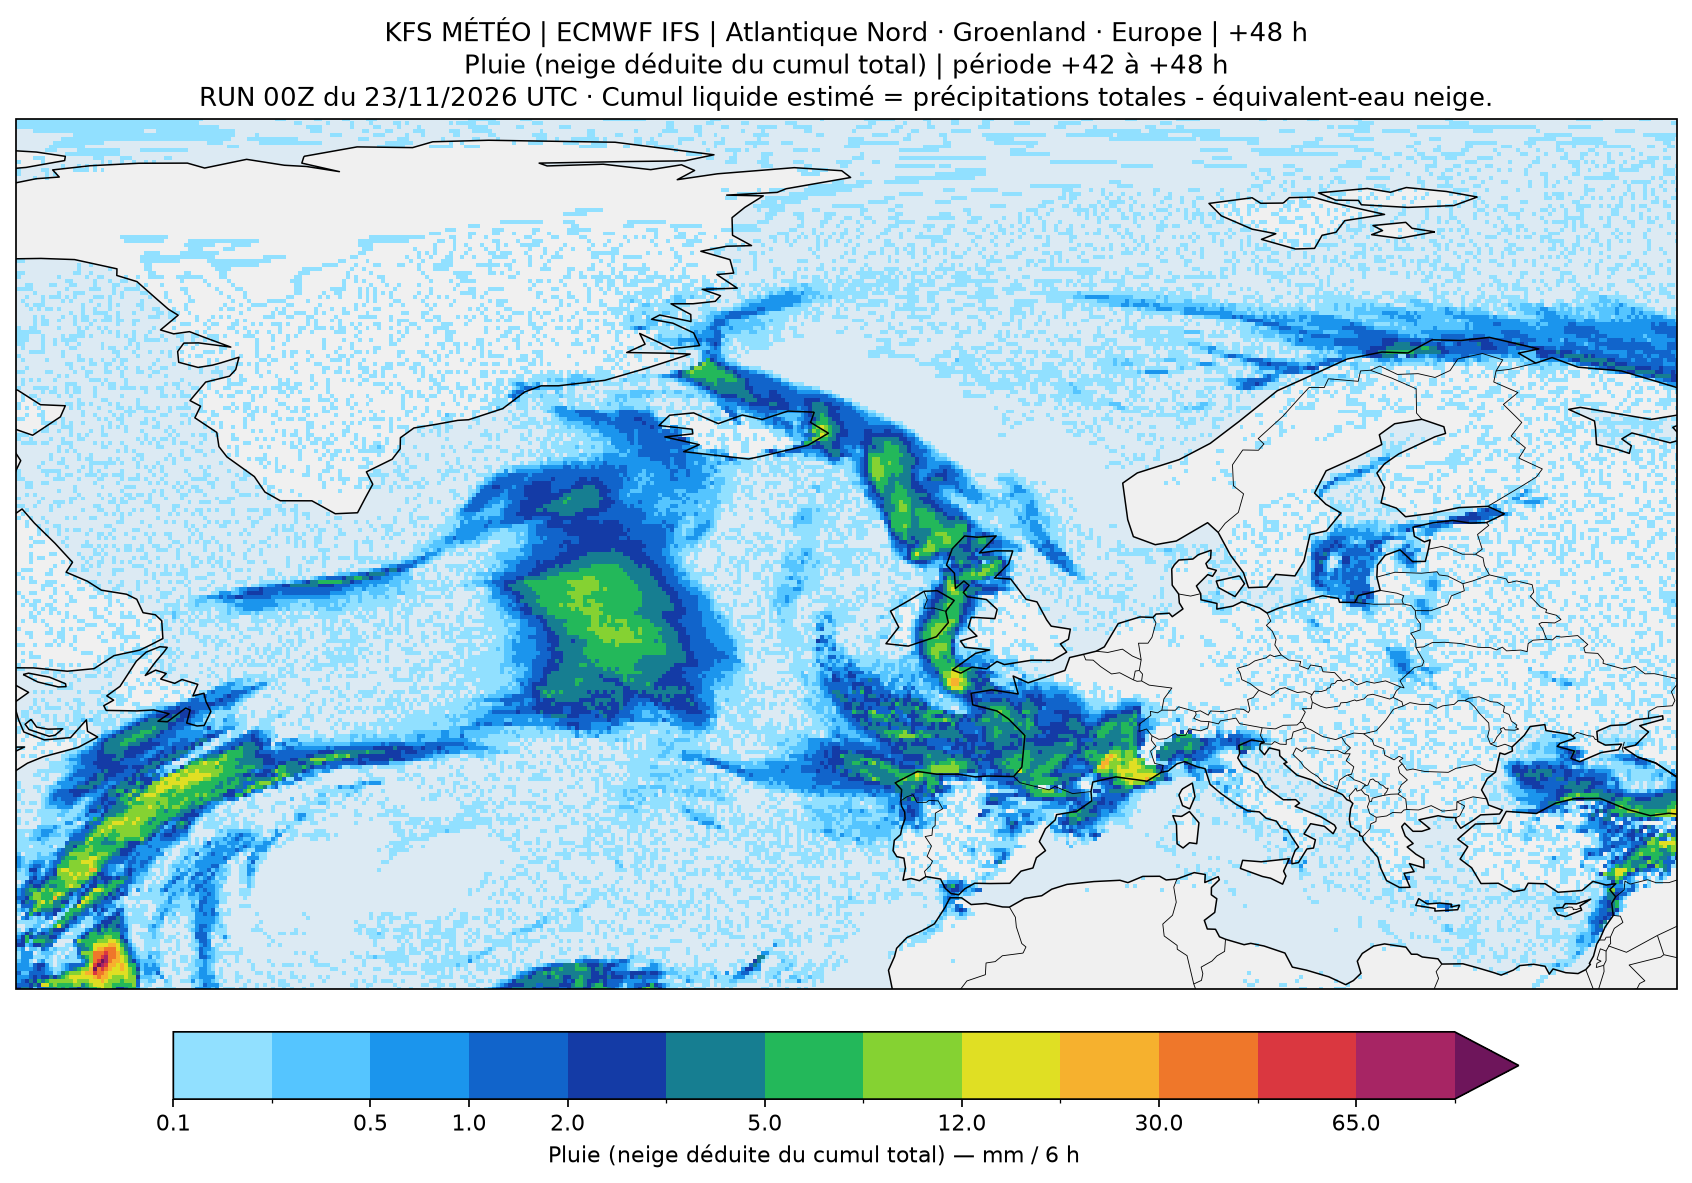 KFS MÉTÉO | ECMWF IFS | Atlantique Nord · Groenland · Europe | +48 h
Pluie (neige déduite du cumul total) | période +42 à +48 h
RUN 00Z du 23/11/2026 UTC · Cumul liquide estimé = précipitations totales - équivalent-eau neige.
0.1 0.5 1.0 2.0 5.0 12.0 30.0 65.0
Pluie (neige déduite du cumul total) — mm / 6 h